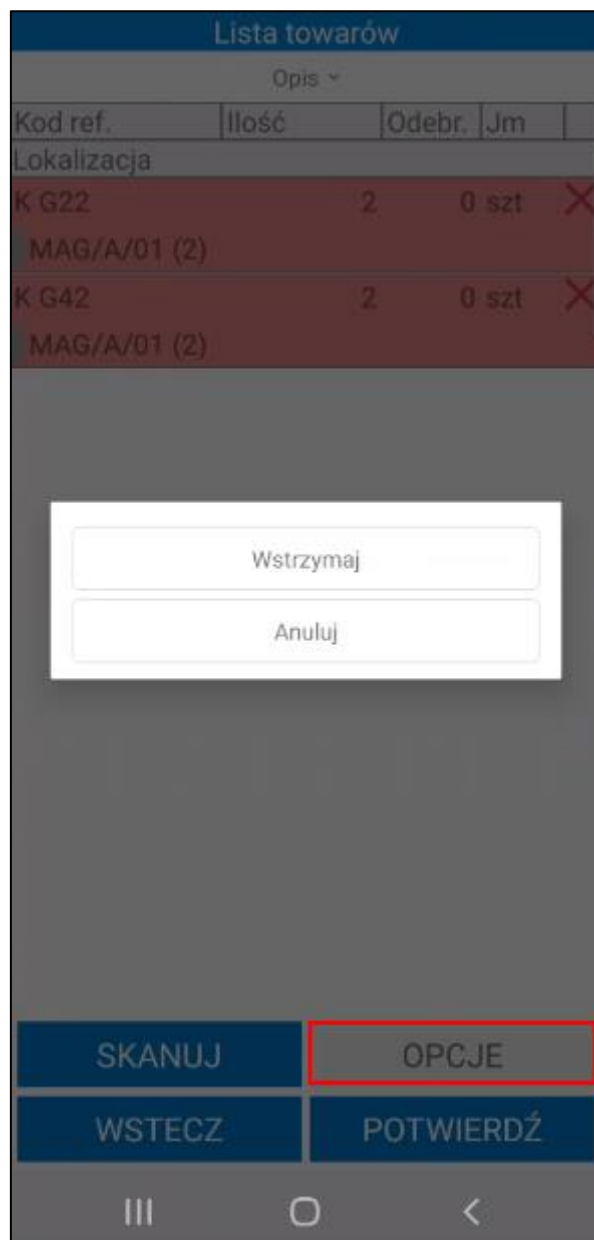 Lista towarów
Opis
Kod ref. Ilość Odebr. Jm
Lokalizacja
K G22 2 0 szt
MAG/A/01 (2)
K G42 2 0 szt
MAG/A/01 (2)
Wstrzymaj
Anuluj
SKANUJ OPCJE
WSTECZ POTWIERDŹ